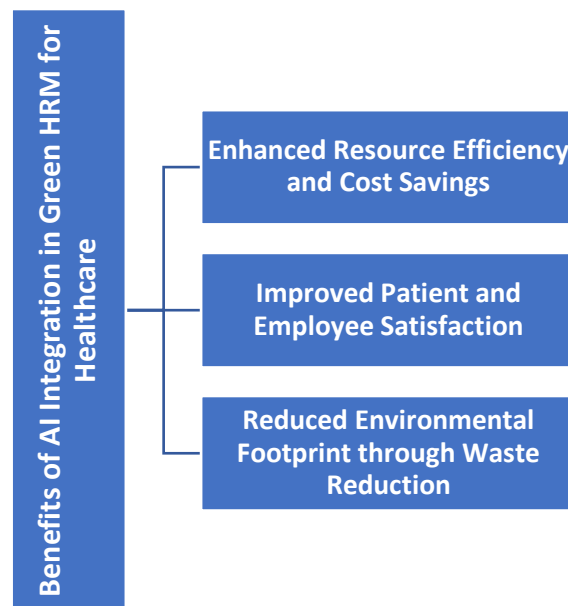 Benefits of AI Integration in Green HRM for
Healthcare
Enhanced Resource Efficiency
and Cost Savings
Improved Patient and
Employee Satisfaction
Reduced Environmental
Footprint through Waste
Reduction